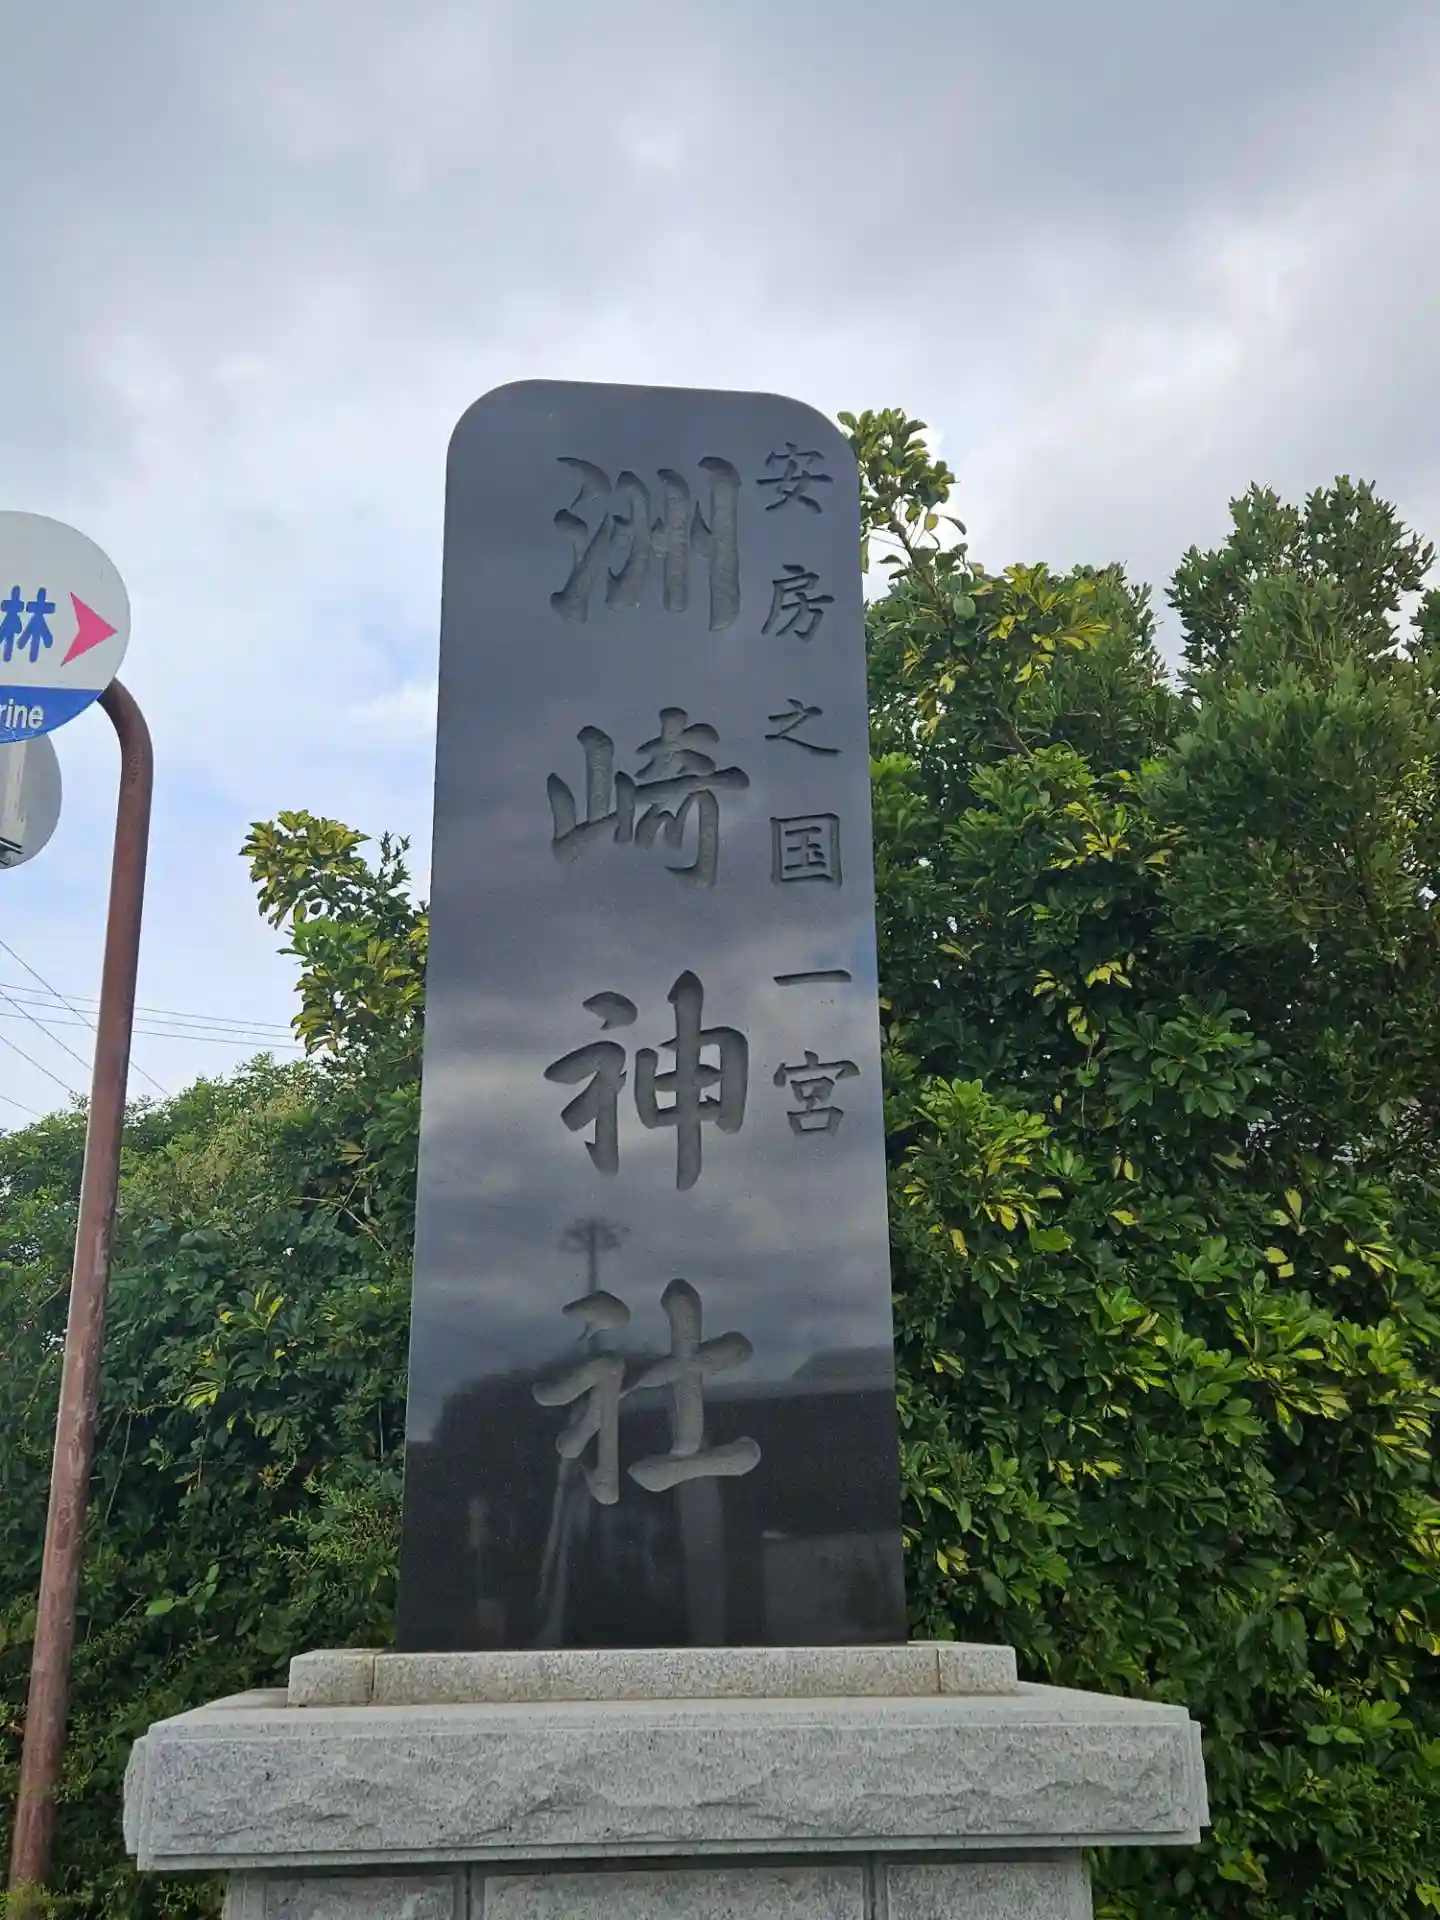 安房之国一宮
洲崎神社
林
rine